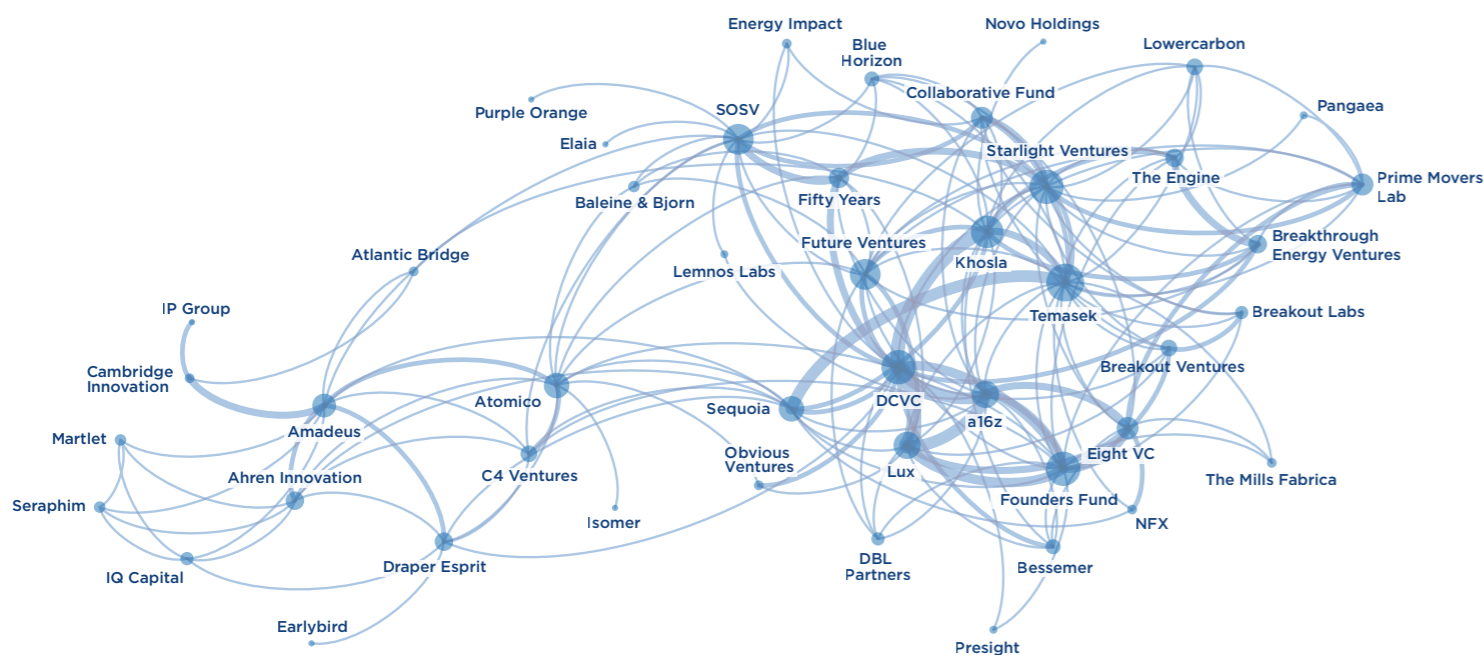 Energy Impact
Novo Holdings
Blue
Horizon
Lowercarbon
Collaborative Fund
Pangaea
Purple Orange
SOSV
Elaia
Starlight Ventures
The Engine
Prime Movers
Lab
Baleine & Bjorn
Fifty Years
Future Ventures
Breakthrough
Energy Ventures
Atlantic Bridge
Lemnos Labs
Khosla
IP Group
Temasek
Breakout Labs
Cambridge
Innovation
Breakout Ventures
Atomico
Sequoia
DCVC
a16z
Amadeus
Martlet
Obvious
Ventures
Eight VC
Ahren Innovation
C4 Ventures
Lux
The Mills Fabrica
Seraphim
Founders Fund
Isomer
NFX
IQ Capital
Draper Esprit
DBL
Partners
Bessemer
Earlybird
Presight